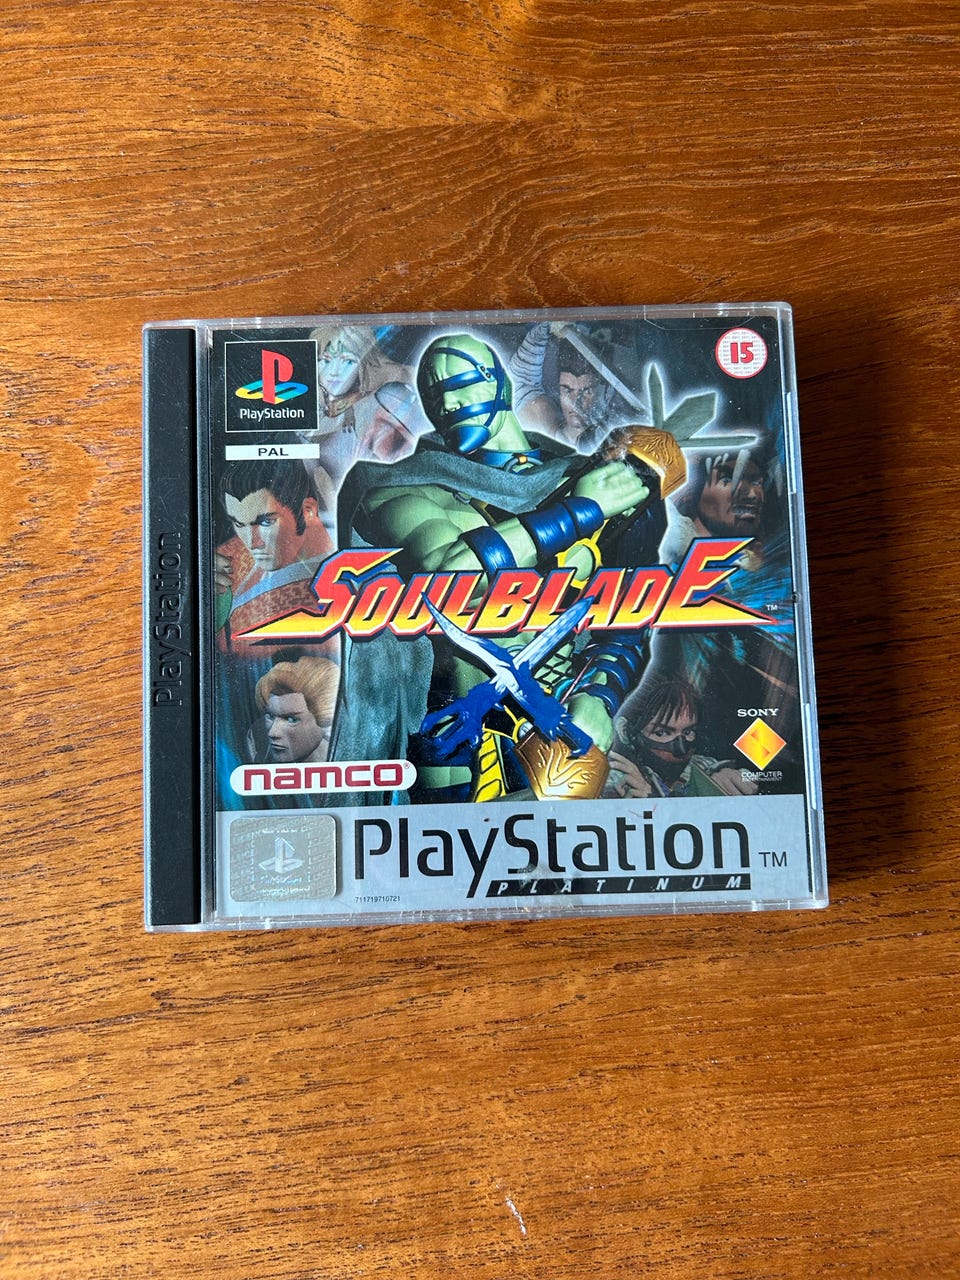 PlayStation
PAL
15
PlayStation
SOULBLADE ™
SONY
COMPUTER
ENTERTAINMENT
namco®
PlayStation ™
PLATINUM
711719710721